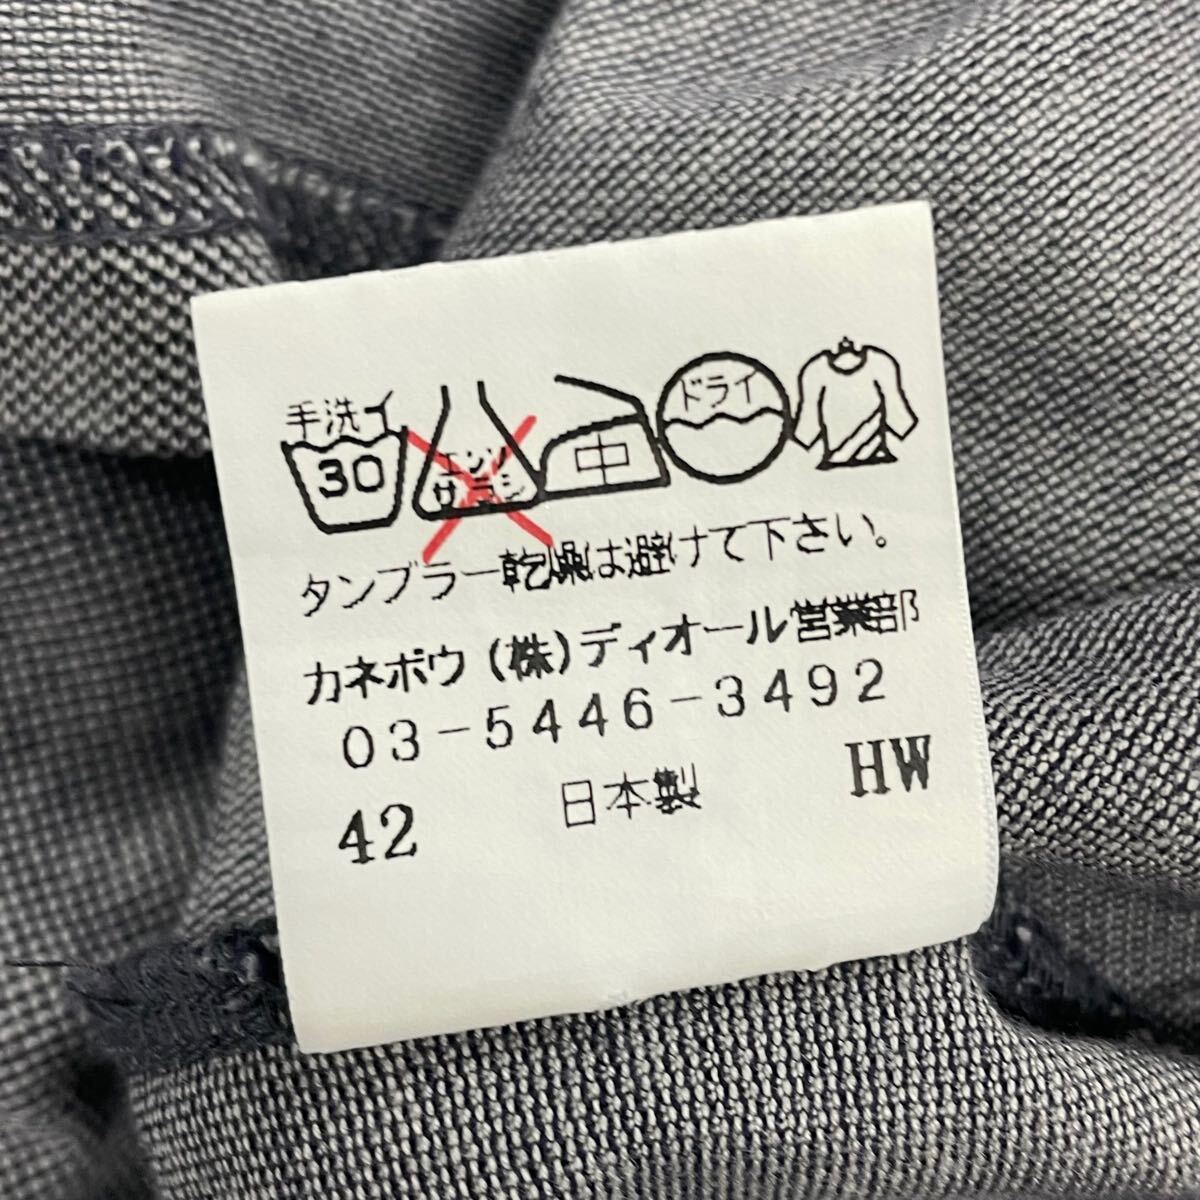 手洗イ
30
エンソ
サラシ
中
ドライ
タンブラー乾燥は避けて下さい。
カネボウ(株)ディオール営業部
03-5446-3492
42 日本製 HW